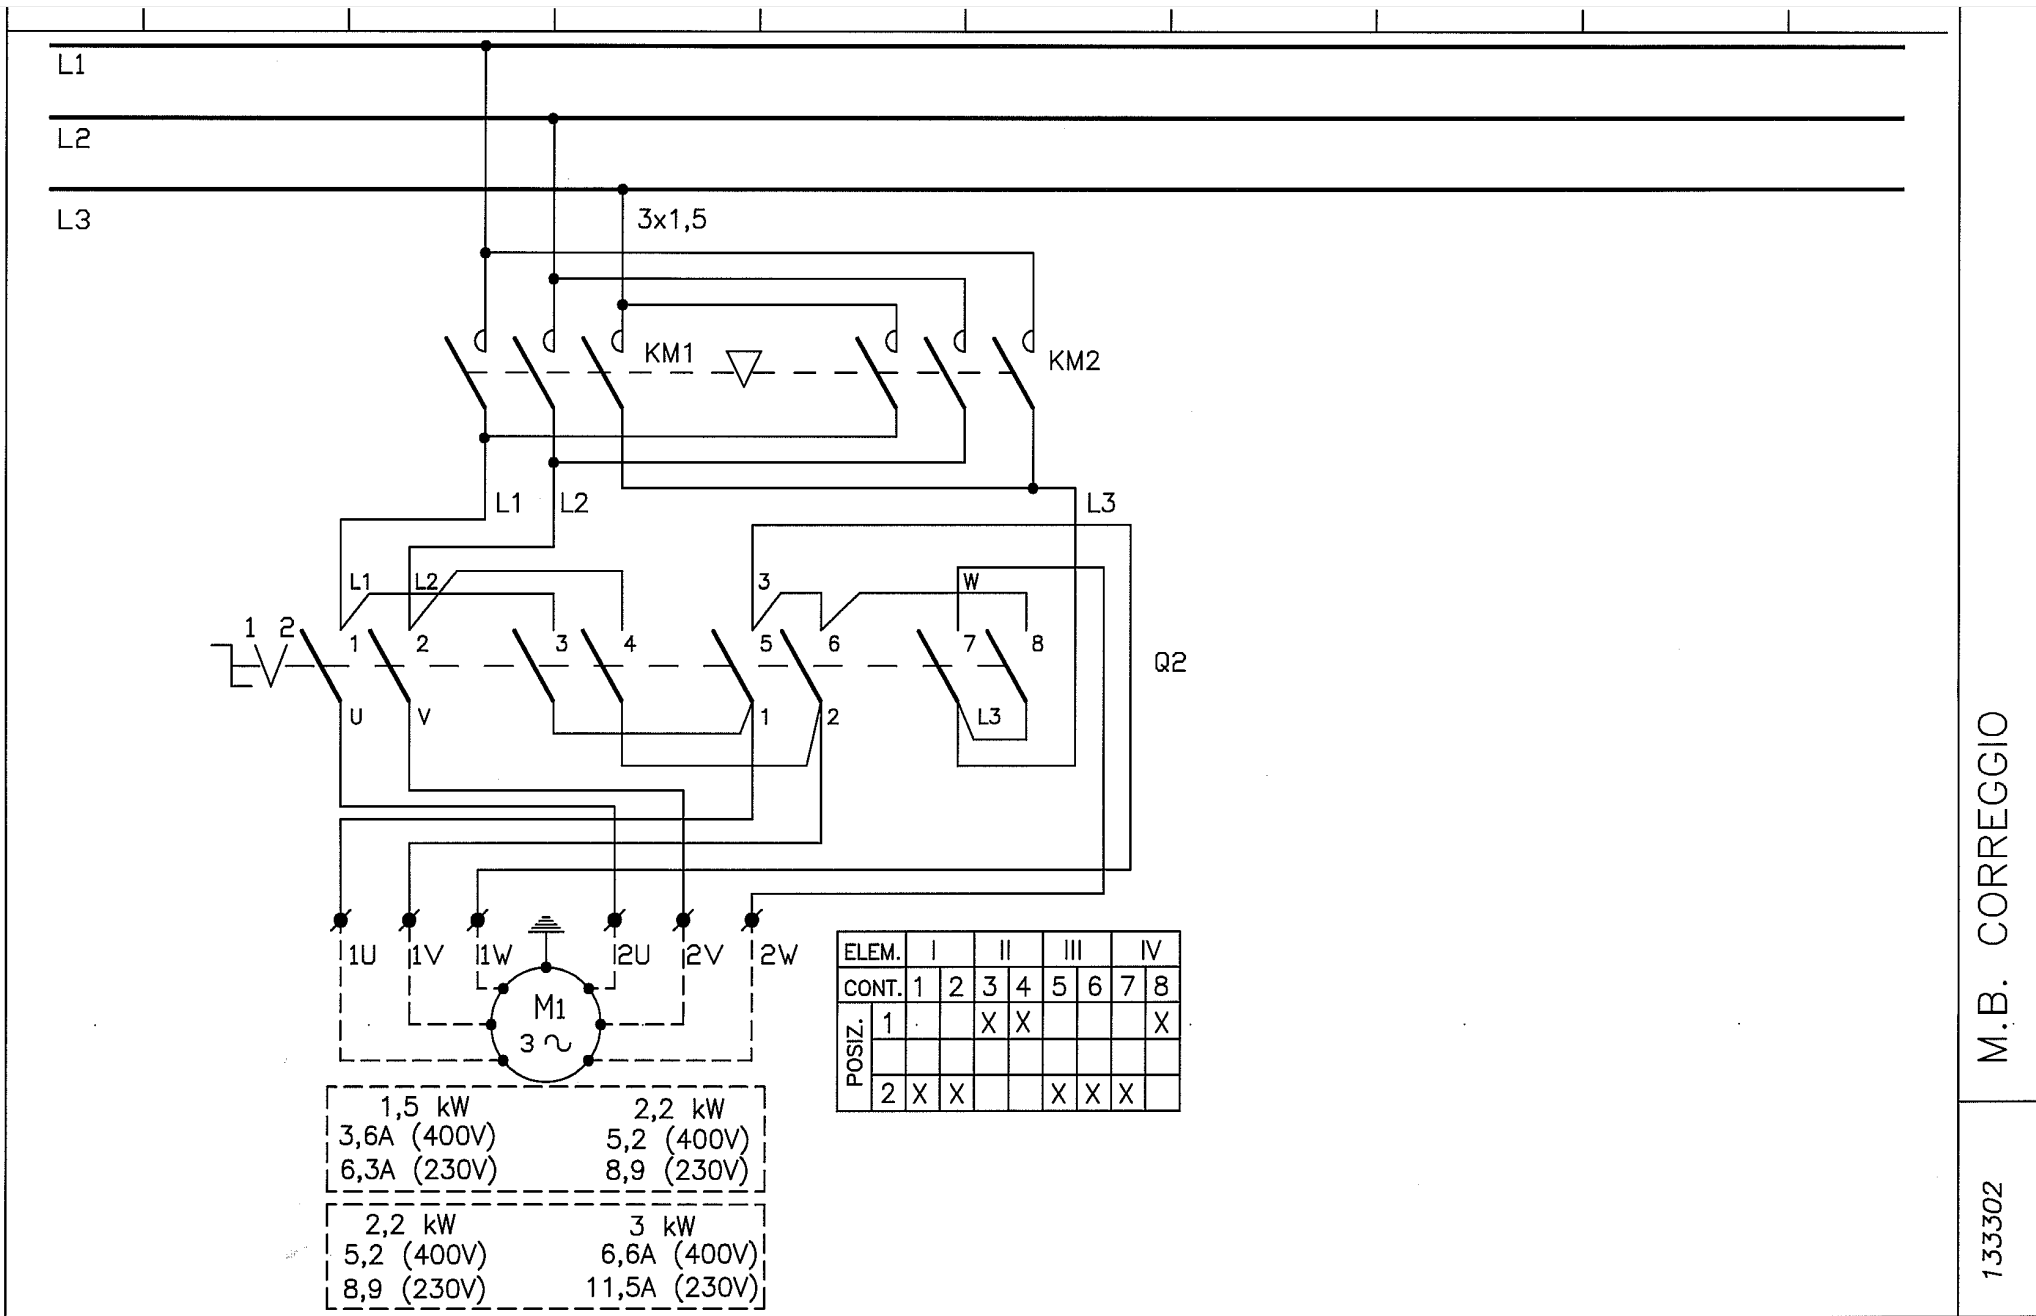 L1
L2
L3
3x1,5
KM1
KM2
L1
L2
L3
L1
L2
3
W
1 2
1
2
3
4
5
6
7
8
Q2
U
V
1
2
L3
1U
1V
1W
2U
2V
2W
M1
3 ~
ELEM. I II III IV
CONT. 1 2 3 4 5 6 7 8
POSIZ.
1 X X X
2 X X X X X
1,5 kW 2,2 kW
3,6A (400V) 5,2 (400V)
6,3A (230V) 8,9 (230V)
2,2 kW 3 kW
5,2 (400V) 6,6A (400V)
8,9 (230V) 11,5A (230V)
M.B. CORREGGIO
133302